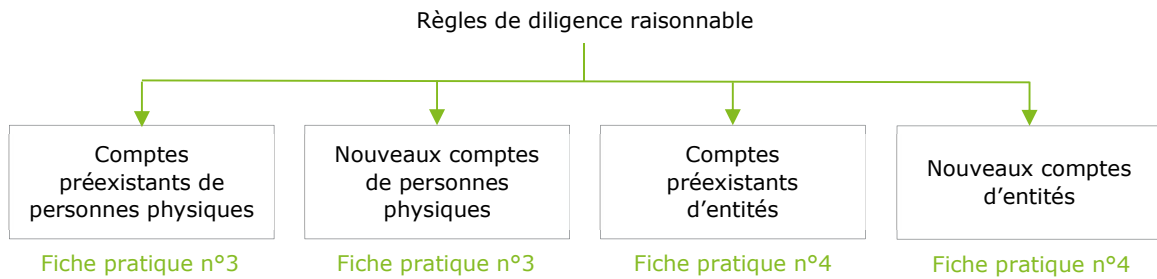 Règles de diligence raisonnable
Comptes
préexistants de
personnes physiques
Nouveaux comptes
de personnes
physiques
Comptes
préexistants
d'entités
Nouveaux comptes
d'entités
Fiche pratique n°3
Fiche pratique n°3
Fiche pratique n°4
Fiche pratique n°4